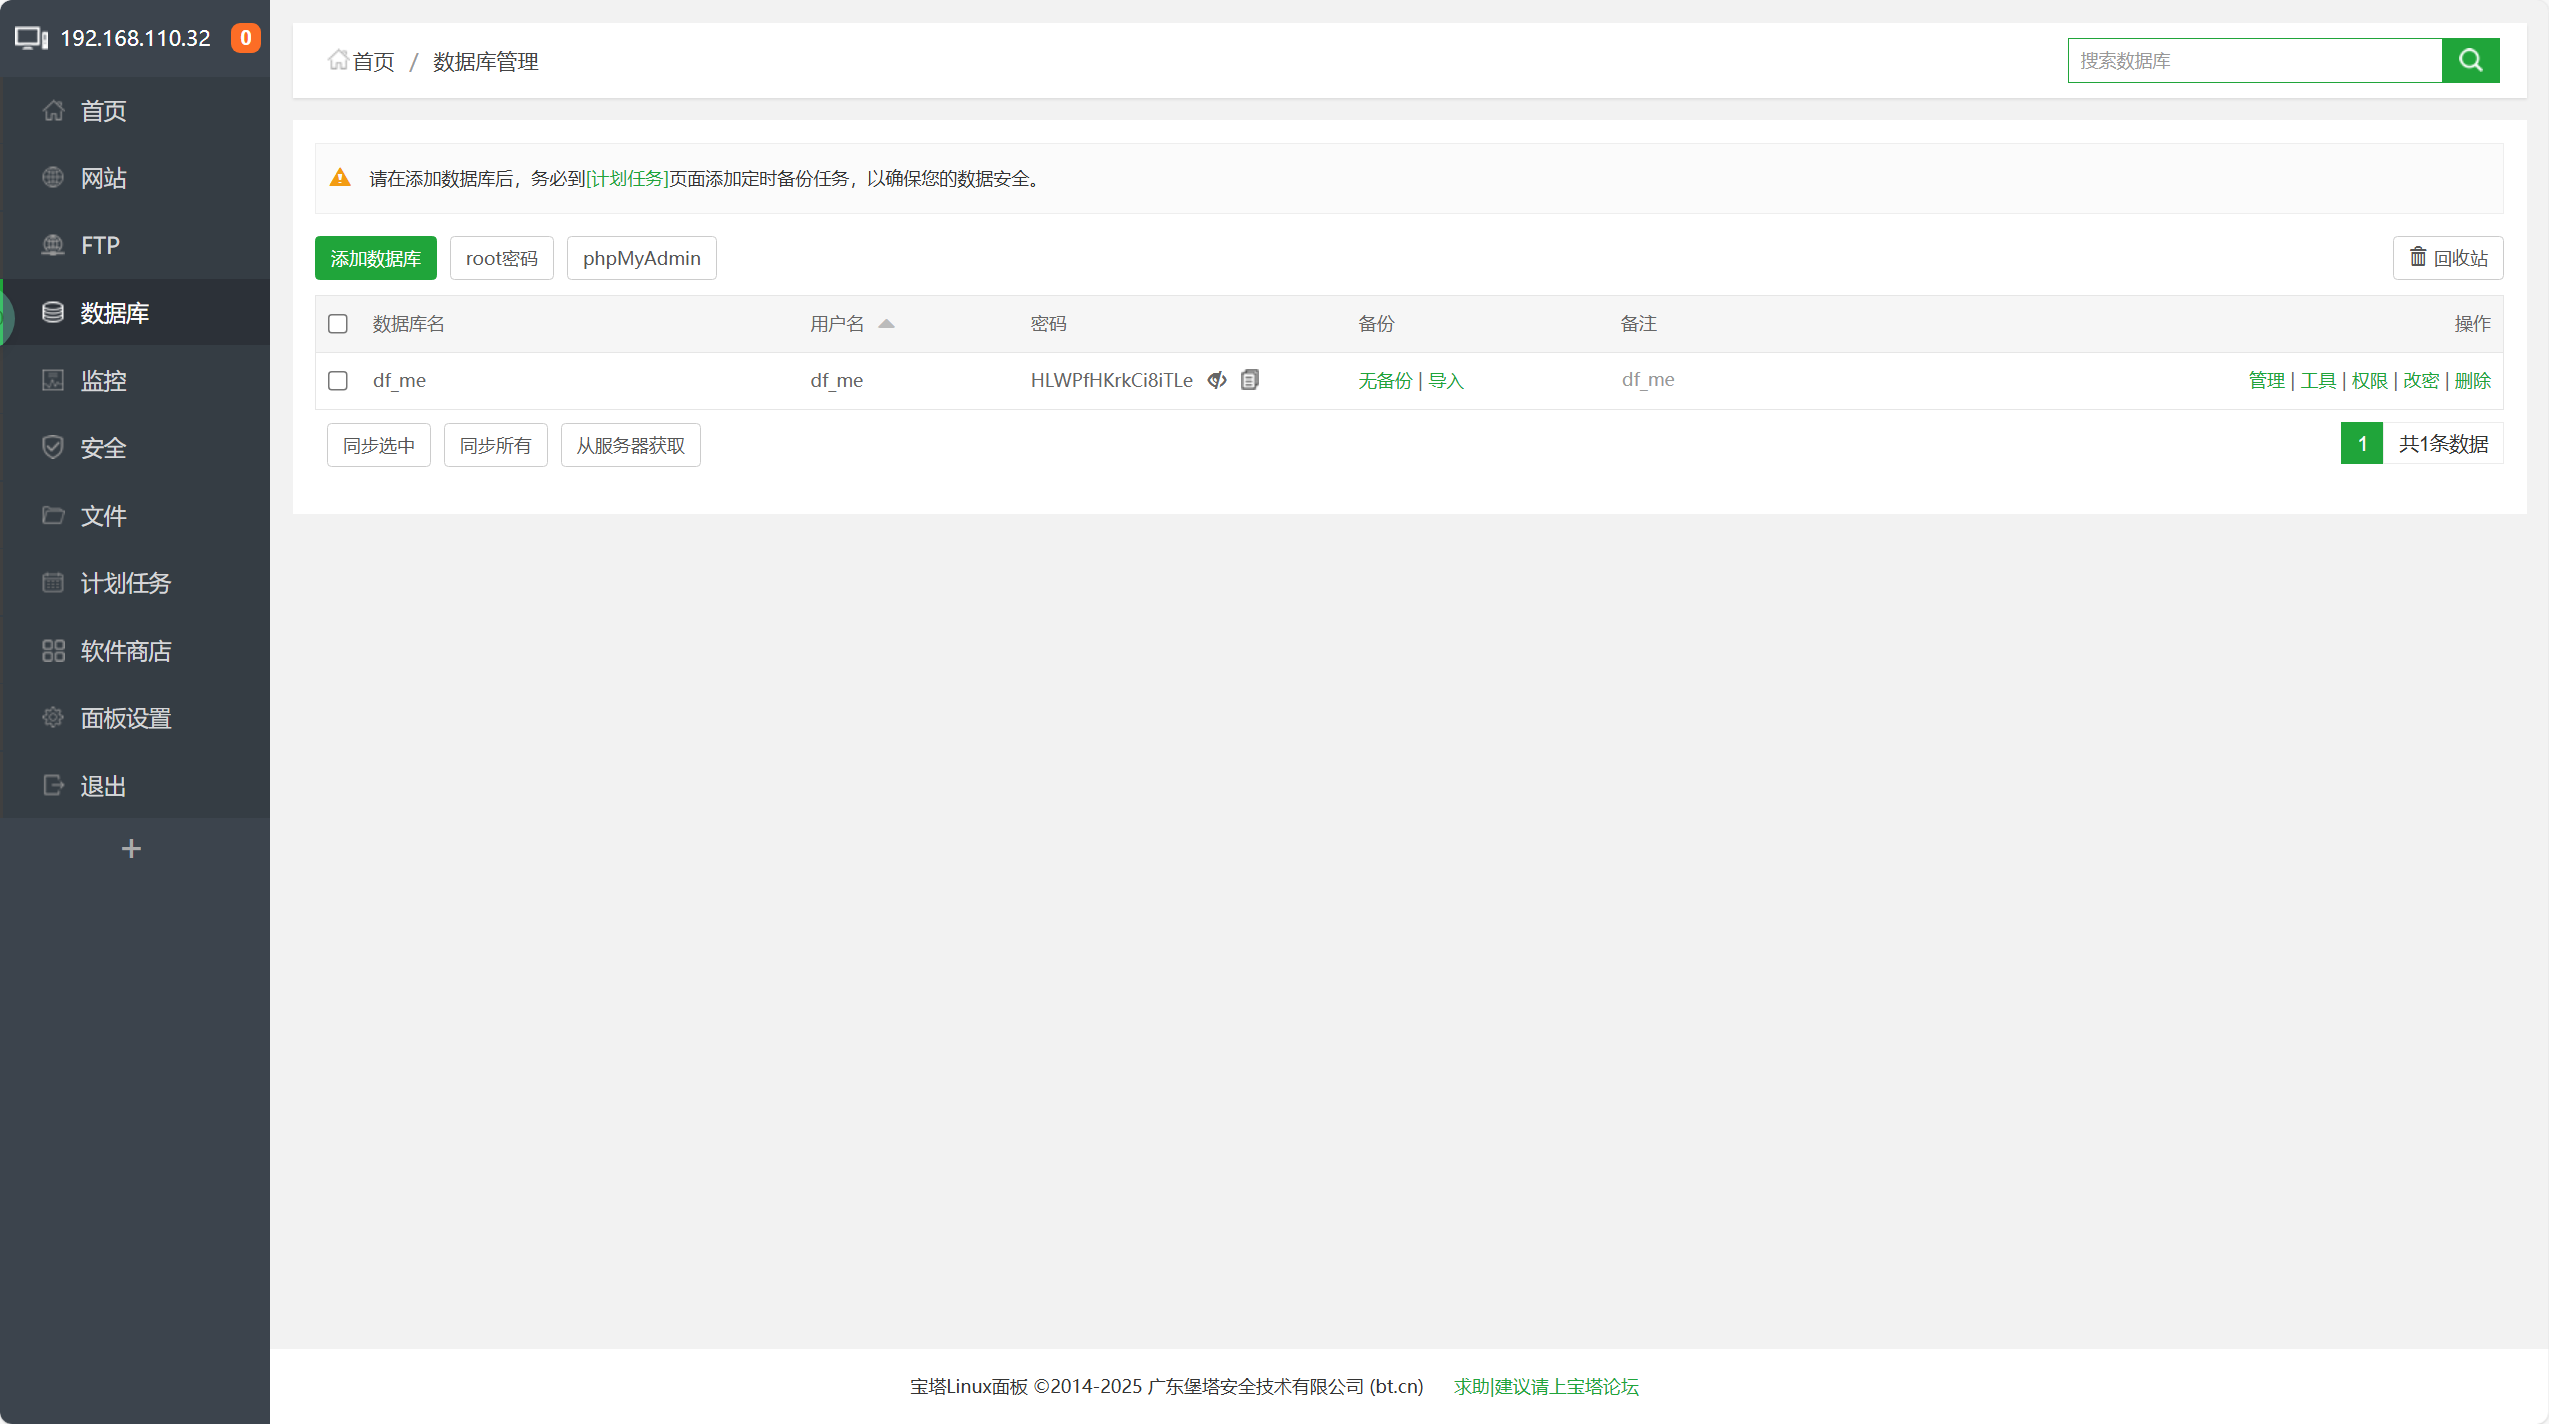 192.168.110.32 0
首页
网站
FTP
数据库
监控
安全
文件
计划任务
软件商店
面板设置
退出
+
首页 / 数据库管理
搜索数据库
请在添加数据库后，务必到[计划任务]页面添加定时备份任务，以确保您的数据安全。
添加数据库 root密码 phpMyAdmin 回收站
数据库名 用户名 密码 备份 备注 操作
df_me df_me HLWPfHKrkCi8iTLe 无备份 | 导入 df_me 管理 | 工具 | 权限 | 改密 | 删除
同步选中 同步所有 从服务器获取 1 共1条数据
宝塔Linux面板 ©2014-2025 广东堡塔安全技术有限公司 (bt.cn) 求助|建议请上宝塔论坛